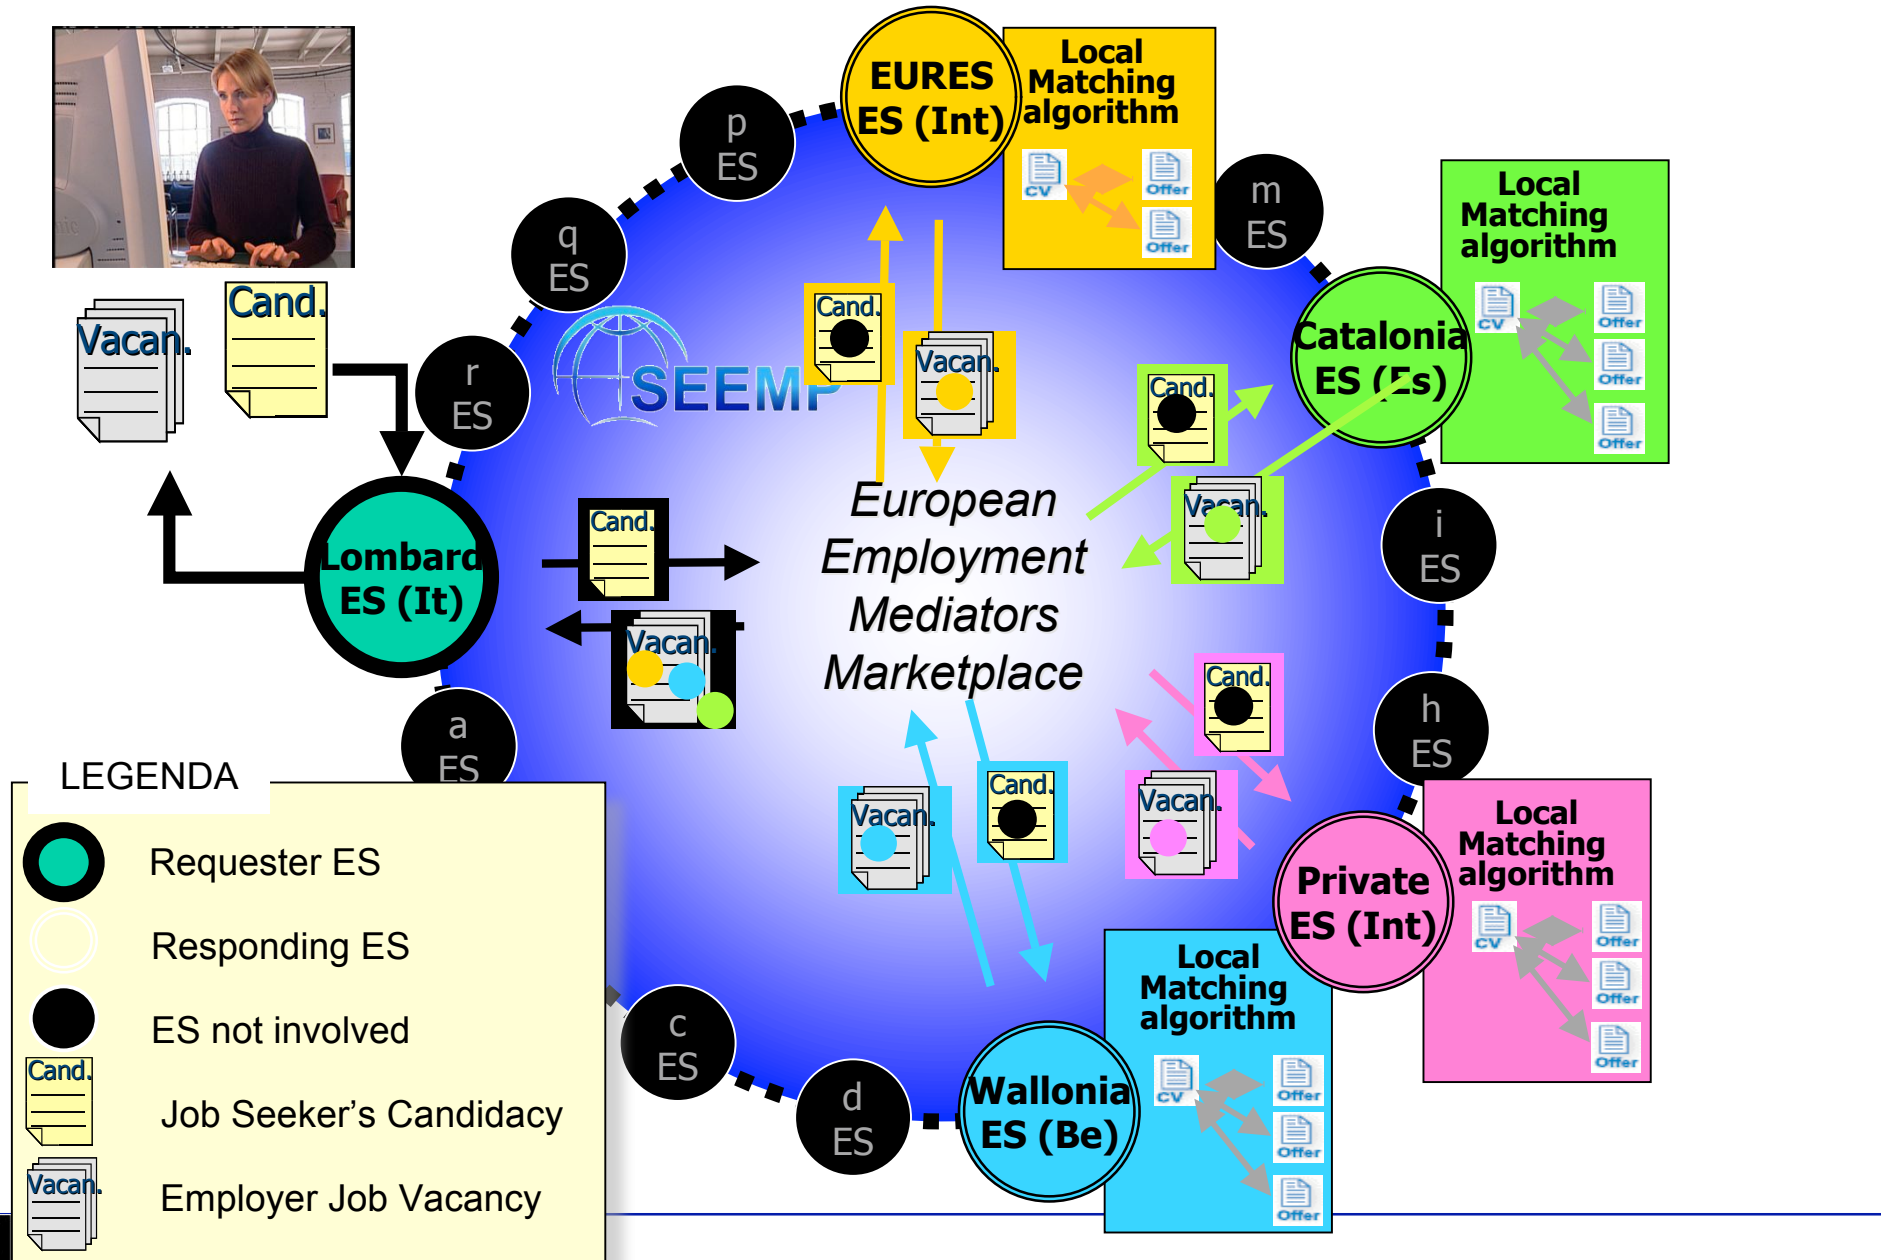 EURES
ES (Int)
Local
Matching
algorithm
CV
Offer
Offer
p
ES
m
ES
Local
Matching
algorithm
CV
Offer
Offer
Offer
q
ES
Catalonia
ES (Es)
Vacan.
Cand.
Cand.
Vacan.
r
ES
SEEMP
Cand.
Vacan.
Lombard
ES (It)
Cand.
Vacan.
European
Employment
Mediators
Marketplace
i
ES
h
ES
Cand.
Vacan.
a
ES
Vacan.
Cand.
Private
ES (Int)
Local
Matching
algorithm
CV
Offer
Offer
Offer
Local
Matching
algorithm
CV
Offer
Offer
Offer
Wallonia
ES (Be)
c
ES
d
ES
LEGENDA
Requester ES
Responding ES
ES not involved
Cand.
Job Seeker’s Candidacy
Vacan.
Employer Job Vacancy